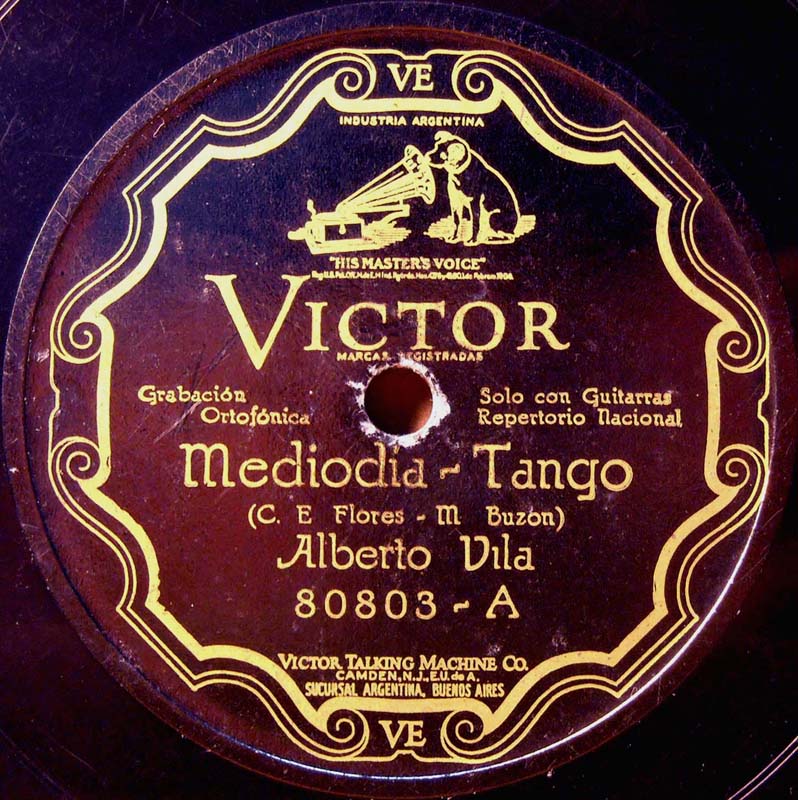 VE
INDUSTRIA ARGENTINA
"HIS MASTER'S VOICE"
VICTOR
MARCAS REGISTRADAS
Grabación
Ortofónica
Solo con Guitarras
Repertorio Nacional
Mediodía - Tango
(C. E Flores - M Buzón)
Alberto Vila
80803 - A
VICTOR TALKING MACHINE CO.
CAMDEN, N.J., E.U. de A.
SUCURSAL ARGENTINA, BUENOS AIRES
VE